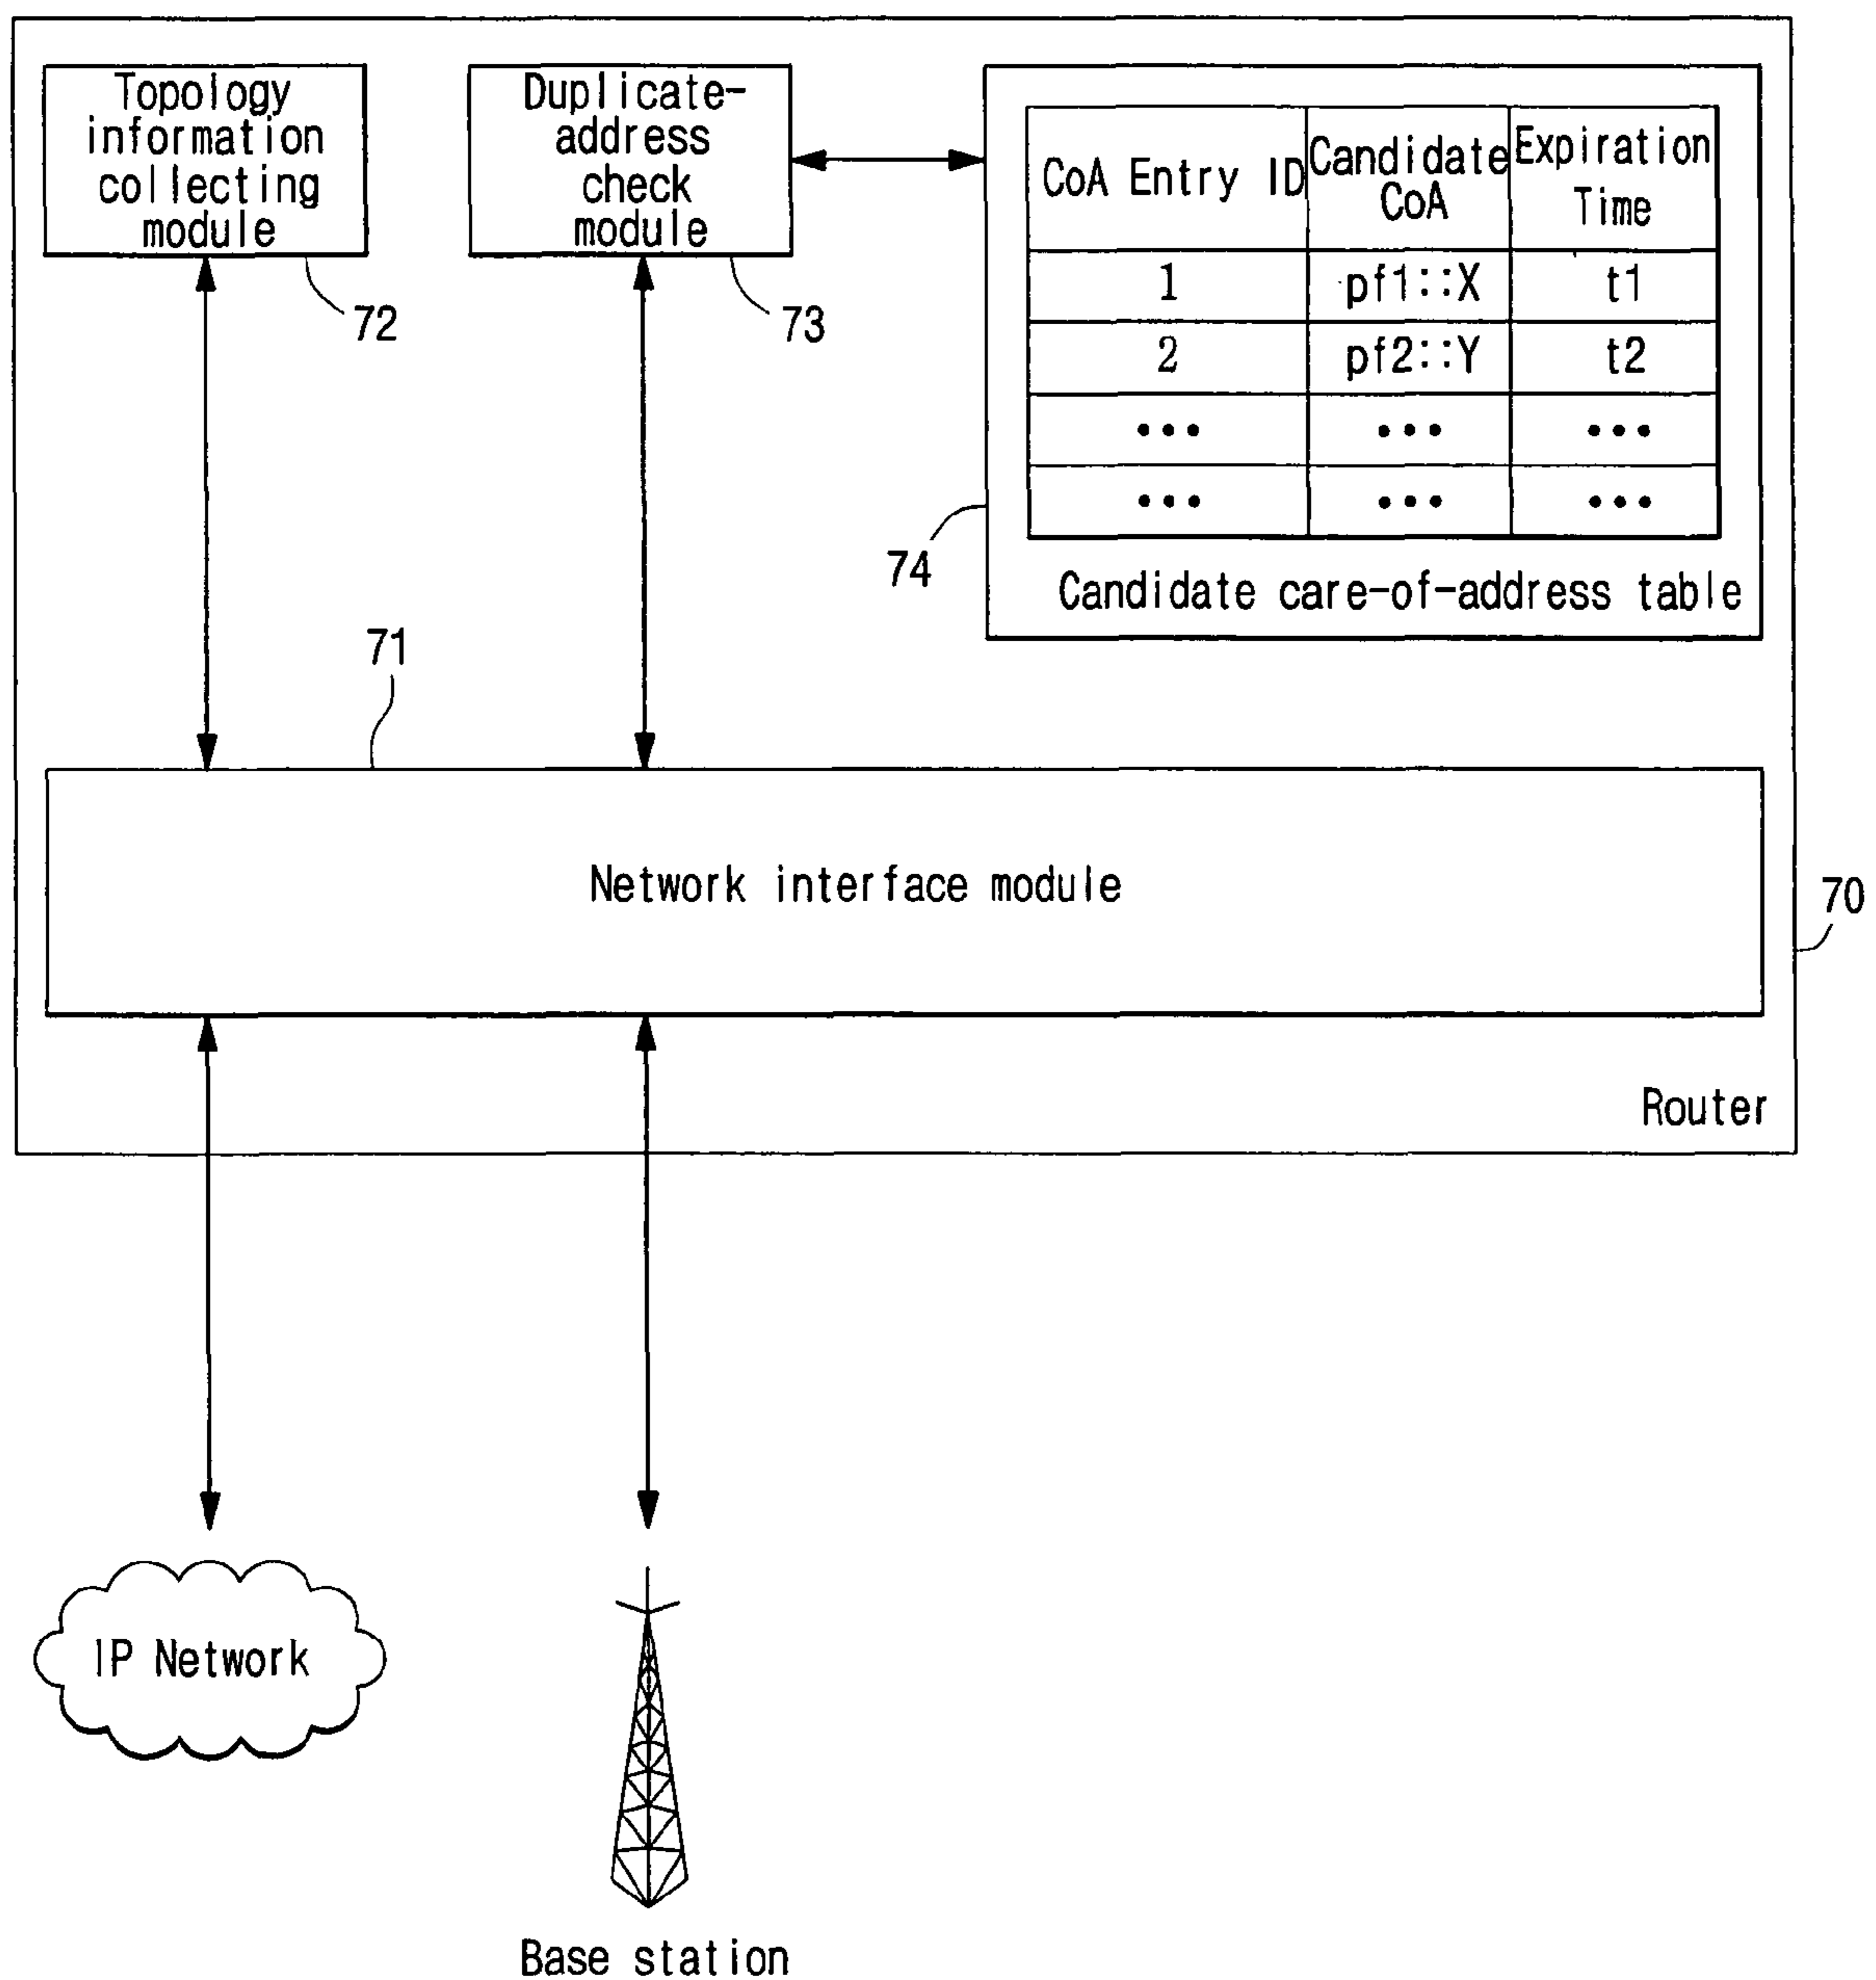 Topology
information
collecting
module
72
Duplicate-
address
check
module
73
CoA Entry ID
Candidate
CoA
Expiration
Time
1
pf1::X
t1
2
pf2::Y
t2
•••
•••
•••
•••
•••
•••
74
Candidate care-of-address table
71
Network interface module
70
Router
IP Network
Base station